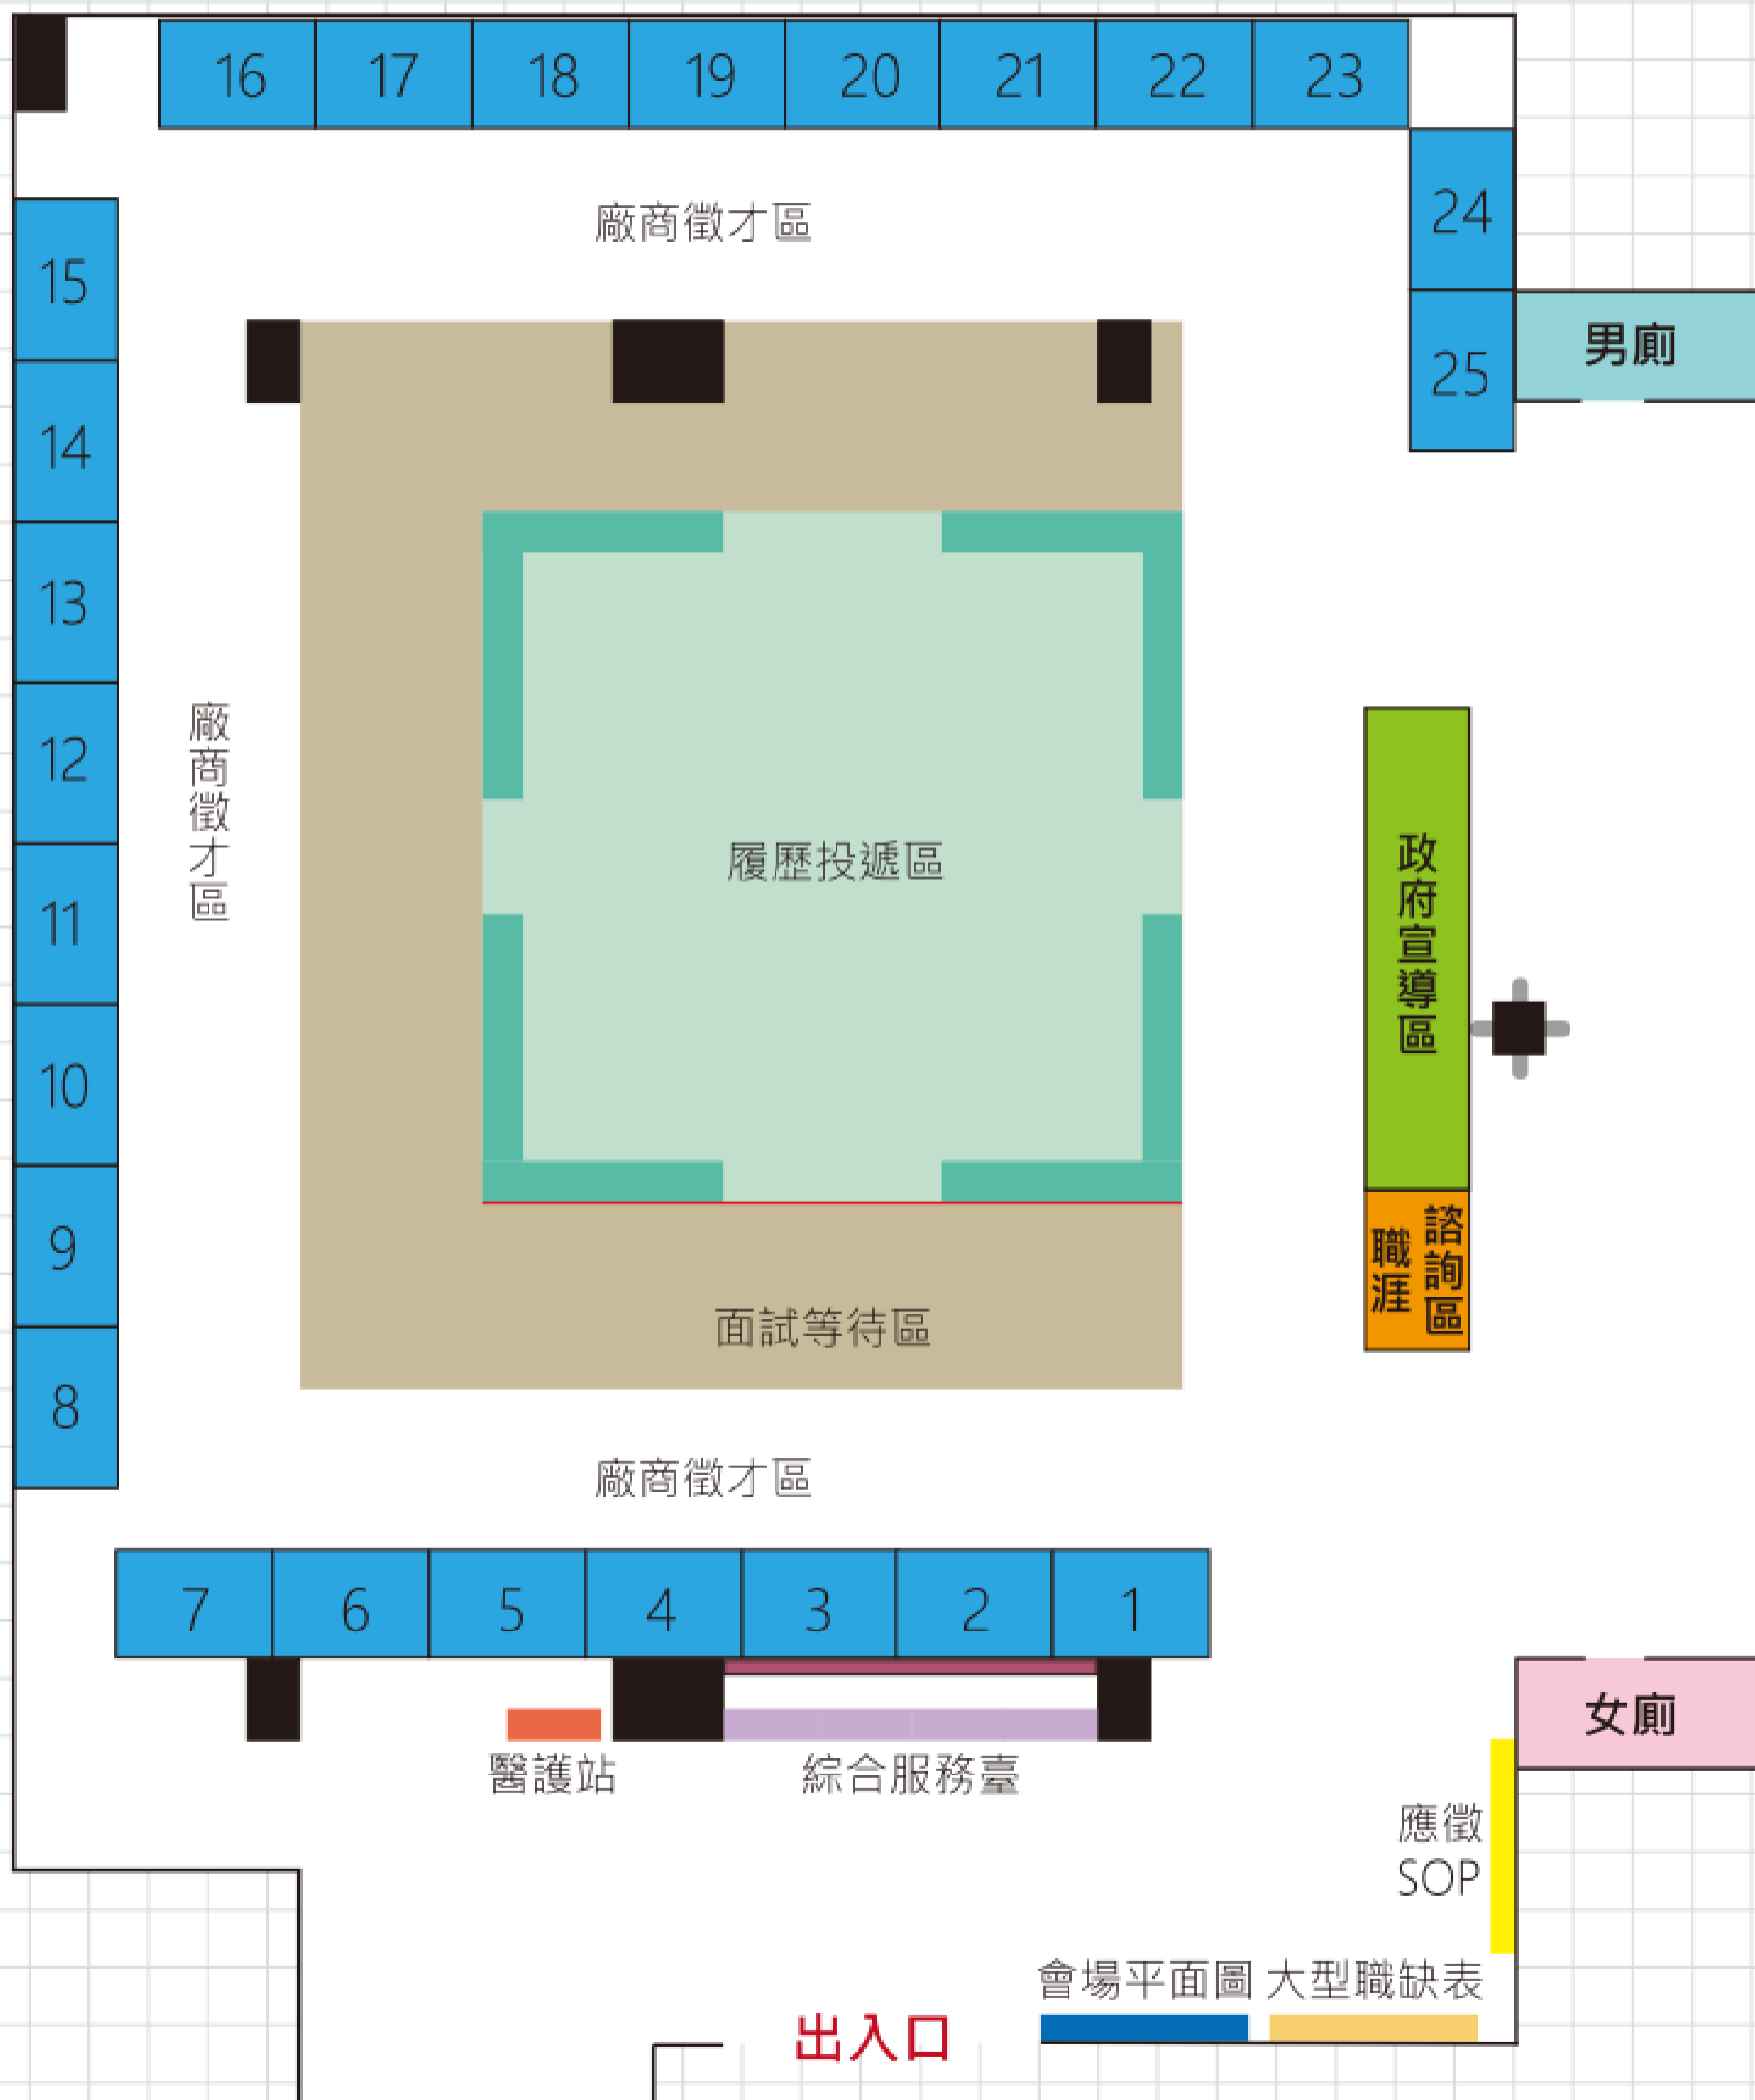 16 17 18 19 20 21 22 23
24
25
男廁
廠商徵才區
15
14
13
12
11
10
9
8
廠商徵才區
履歷投遞區
政府宣導區
職涯
諮詢區
面試等待區
廠商徵才區
7 6 5 4 3 2 1
醫護站
綜合服務臺
女廁
應徵
SOP
會場平面圖 大型職缺表
出入口